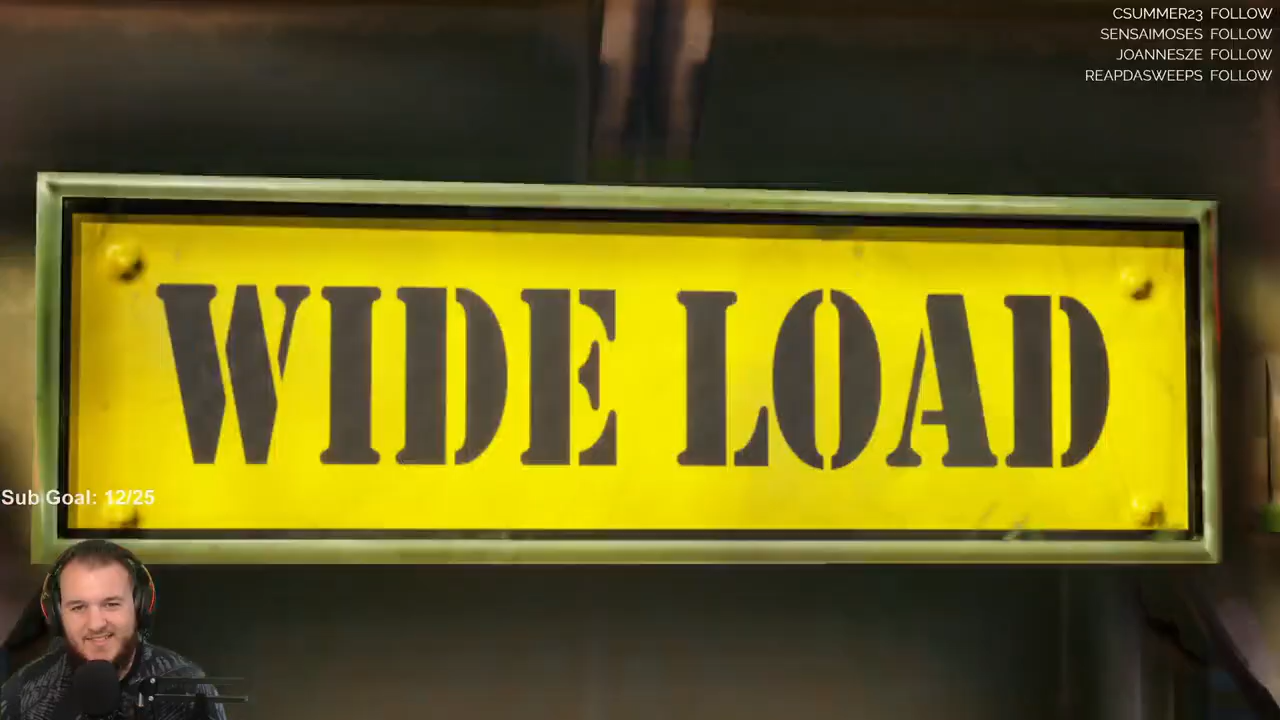 CSUMMER23 FOLLOW
SENSAIMOSES FOLLOW
JOANNESZE FOLLOW
REAPDASWEEPS FOLLOW
WIDE LOAD
Sub Goal: 12/25